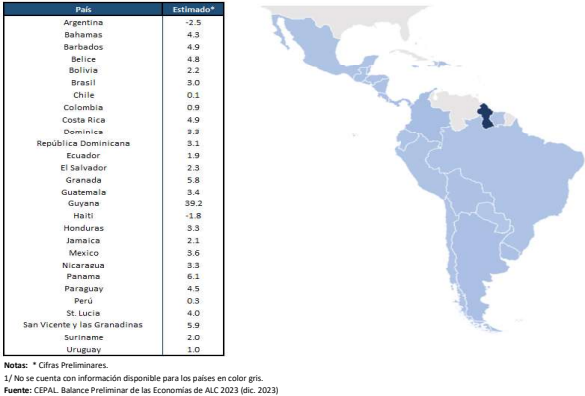 País Estimado*
Argentina -2.5
Bahamas 4.3
Barbados 4.9
Belice 4.8
Bolivia 2.2
Brasil 3.0
Chile 0.1
Colombia 0.9
Costa Rica 4.9
Dominica 3.3
República Dominicana 3.1
Ecuador 1.9
El Salvador 2.3
Granada 5.8
Guatemala 3.4
Guyana 39.2
Haiti -1.8
Honduras 3.3
Jamaica 2.1
Mexico 3.6
Nicaragua 3.3
Panama 6.1
Paraguay 4.5
Perú 0.3
St. Lucia 4.0
San Vicente y las Granadinas 5.9
Suriname 2.0
Uruguay 1.0
Notas: * Cifras Preliminares.
1/ No se cuenta con información disponible para los países en color gris.
Fuente: CEPAL. Balance Preliminar de las Economías de ALC 2023 (dic. 2023)